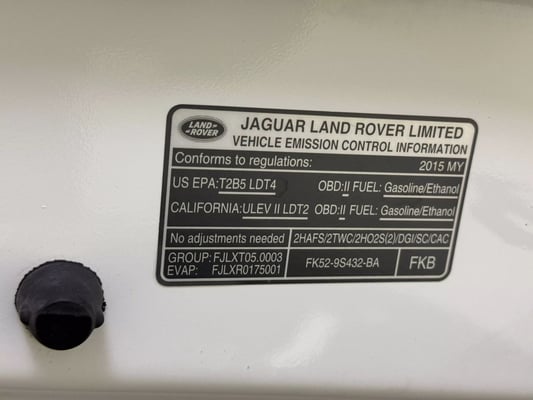 LAND-
-ROVER
JAGUAR LAND ROVER LIMITED
VEHICLE EMISSION CONTROL INFORMATION
Conforms to regulations: 2015 MY
US EPA:T2B5 LDT4 OBD:II FUEL: Gasoline/Ethanol
CALIFORNIA:ULEV II LDT2 OBD:II FUEL: Gasoline/Ethanol
No adjustments needed 2HAFS/2TWC/2HO2S(2)/DGI/SC/CAC
GROUP: FJLXT05.0003
EVAP: FJLXR0175001
FK52-9S432-BA
FKB